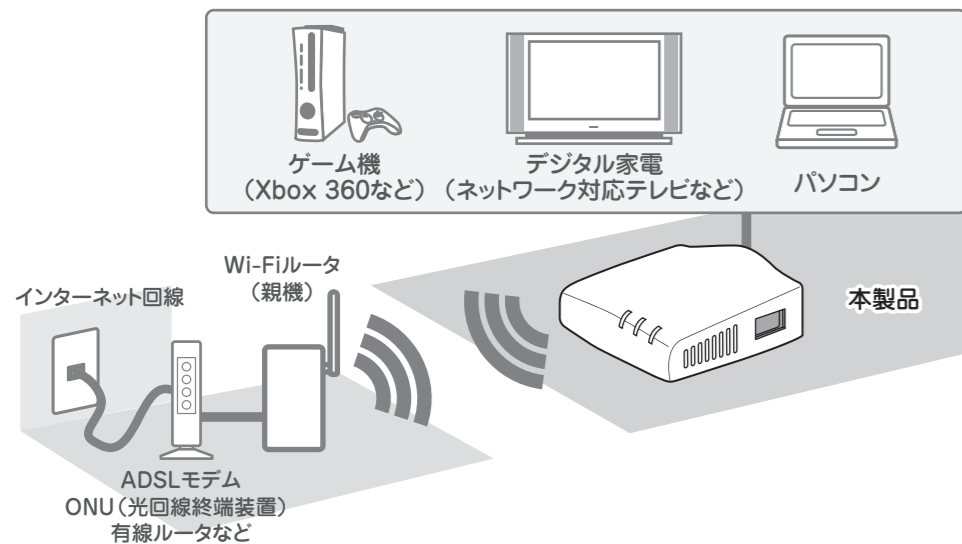 ゲーム機
（Xbox 360など）
デジタル家電
（ネットワーク対応テレビなど）
パソコン
Wi-Fiルータ
（親機）
インターネット回線
本製品
ADSLモデム
ONU（光回線終端装置）
有線ルータなど